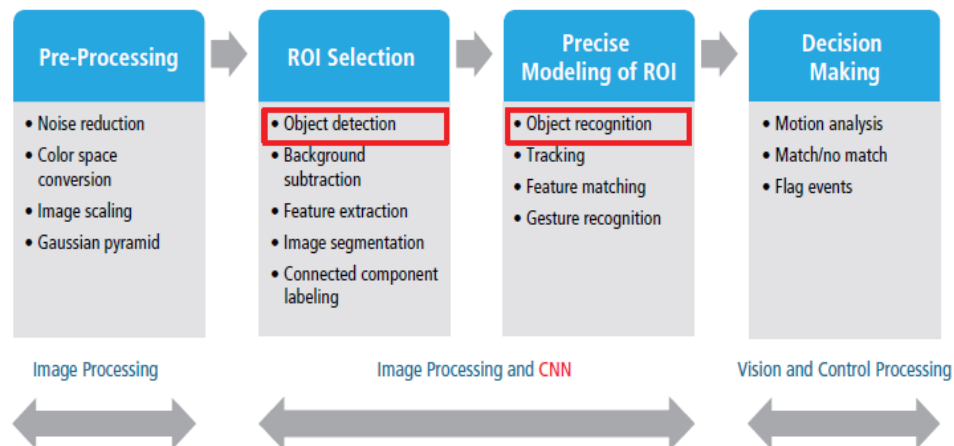 Pre-Processing
• Noise reduction
• Color space
conversion
• Image scaling
• Gaussian pyramid
ROI Selection
• Object detection
• Background
subtraction
• Feature extraction
• Image segmentation
• Connected component
labeling
Precise
Modeling of ROI
• Object recognition
• Tracking
• Feature matching
• Gesture recognition
Decision
Making
• Motion analysis
• Match/no match
• Flag events
Image Processing
Image Processing and CNN
Vision and Control Processing